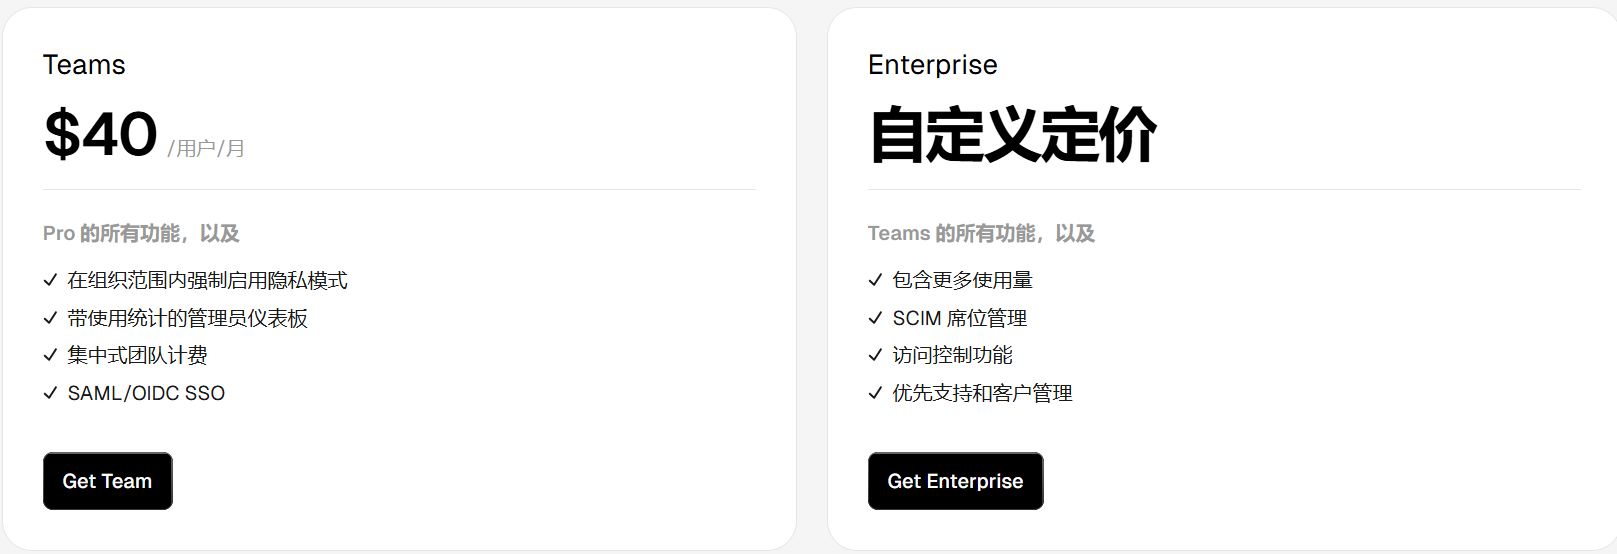 Teams
$40 /用户/月
Pro 的所有功能，以及
在组织范围内强制启用隐私模式
带使用统计的管理员仪表板
集中式团队计费
SAML/OIDC SSO
Get Team
Enterprise
自定义定价
Teams 的所有功能，以及
包含更多使用量
SCIM 席位管理
访问控制功能
优先支持和客户管理
Get Enterprise